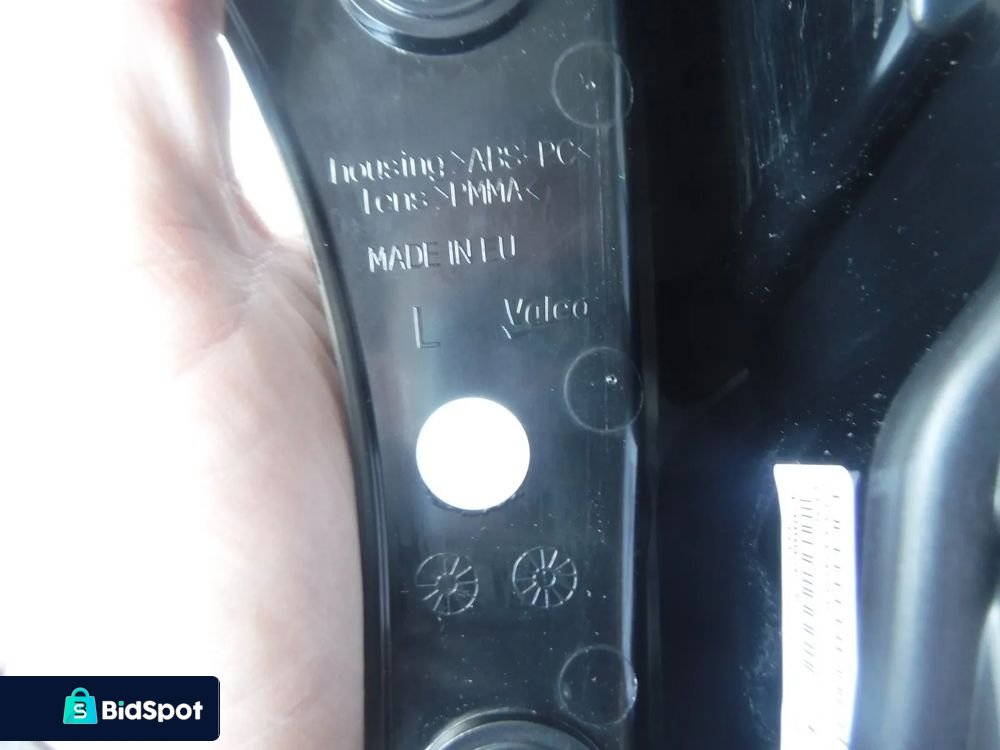 housing >ABS+PC<
lens >PMMA<
MADE IN EU
L Valeo
BidSpot